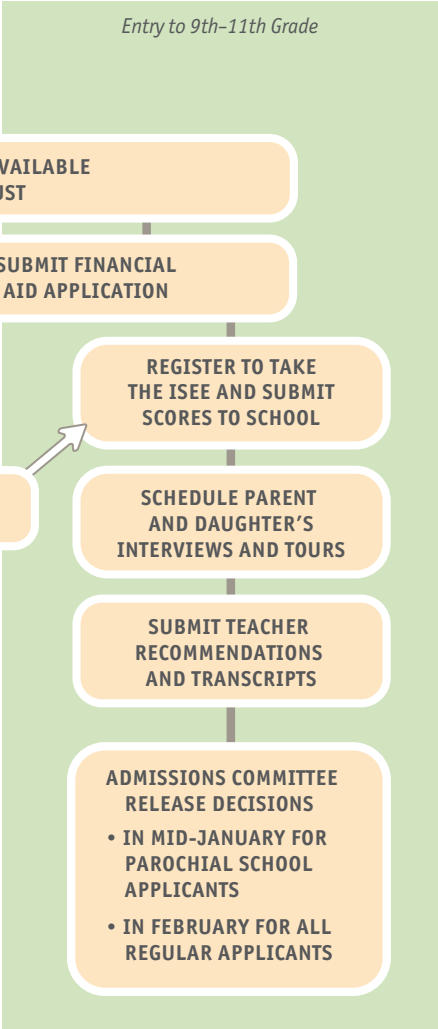 Entry to 9th–11th Grade
VAILABLE
UST
SUBMIT FINANCIAL
AID APPLICATION
REGISTER TO TAKE
THE ISEE AND SUBMIT
SCORES TO SCHOOL
SCHEDULE PARENT
AND DAUGHTER'S
INTERVIEWS AND TOURS
SUBMIT TEACHER
RECOMMENDATIONS
AND TRANSCRIPTS
ADMISSIONS COMMITTEE
RELEASE DECISIONS
• IN MID-JANUARY FOR
PAROCHIAL SCHOOL
APPLICANTS
• IN FEBRUARY FOR ALL
REGULAR APPLICANTS